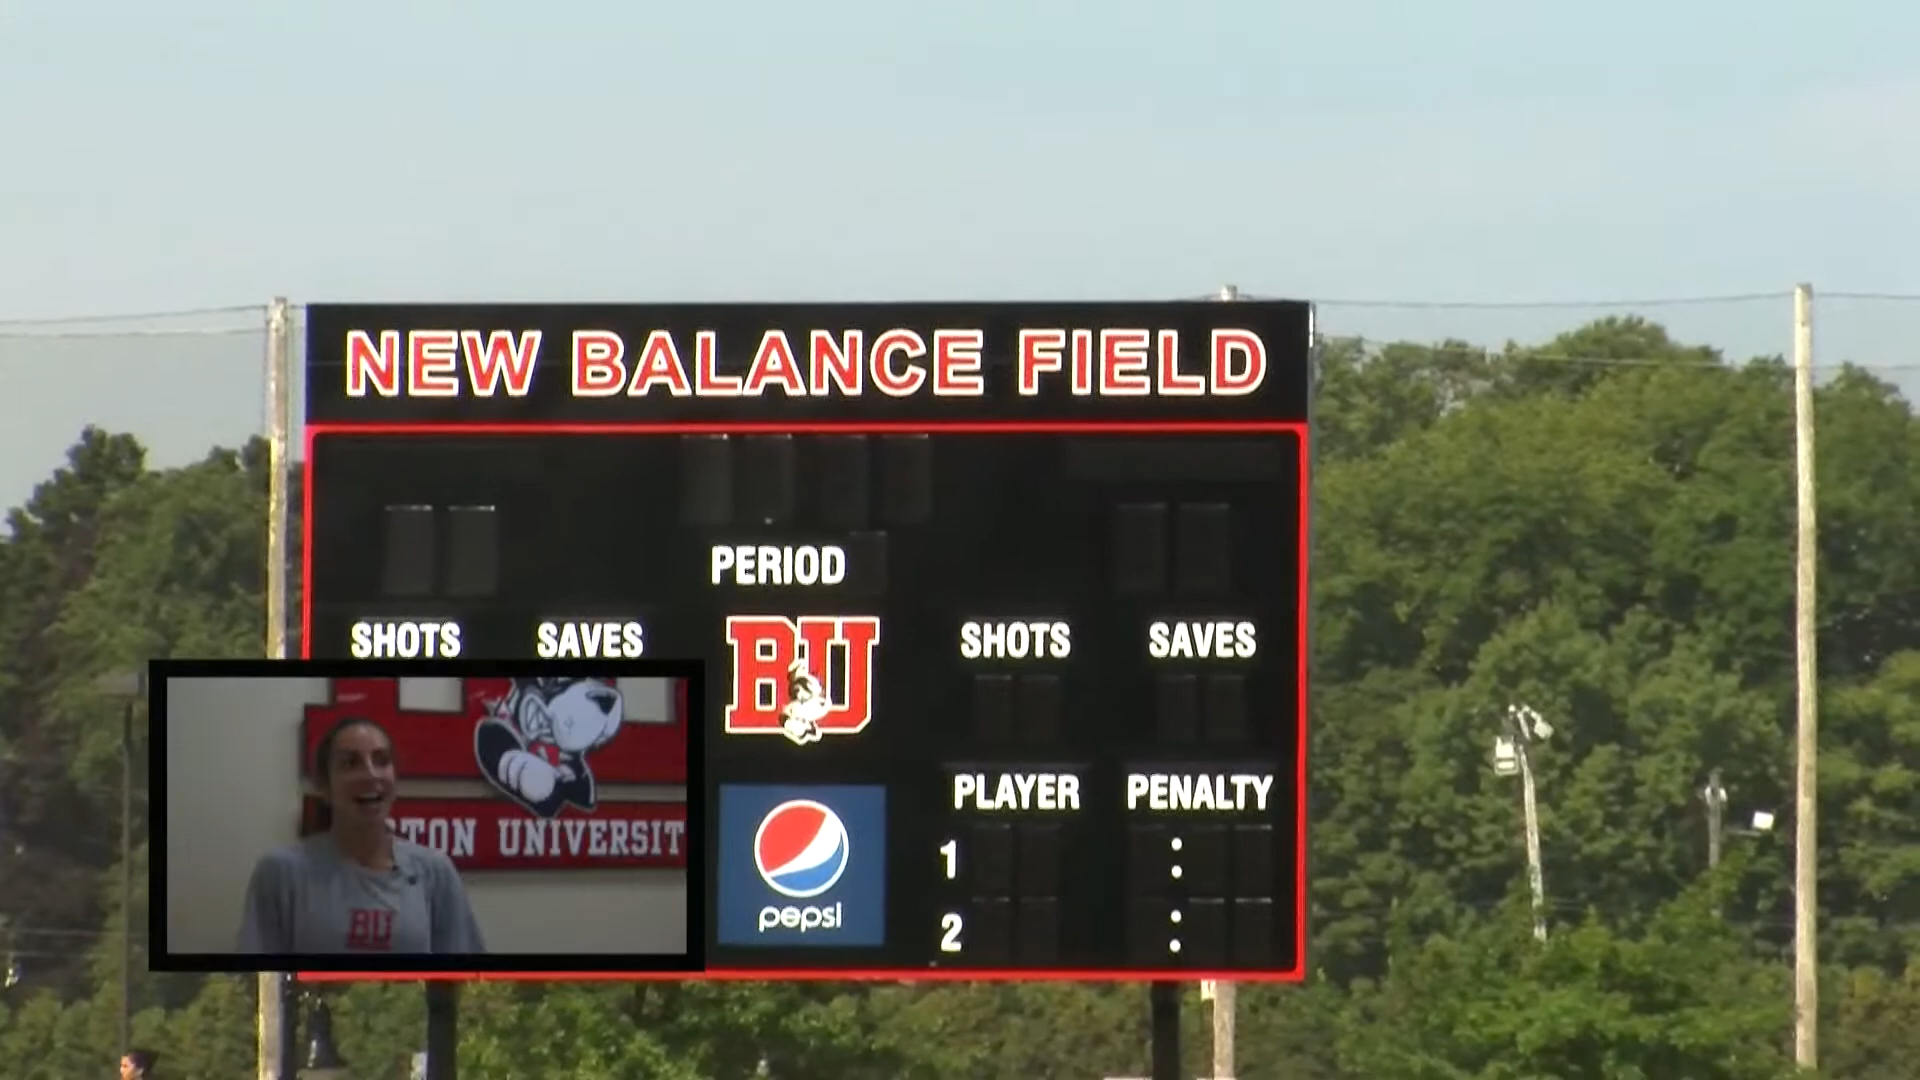 NEW BALANCE FIELD
PERIOD
SHOTS SAVES
BU
SHOTS SAVES
PLAYER PENALTY
1 :
2 :
pepsi
TON UNIVERSIT
BU